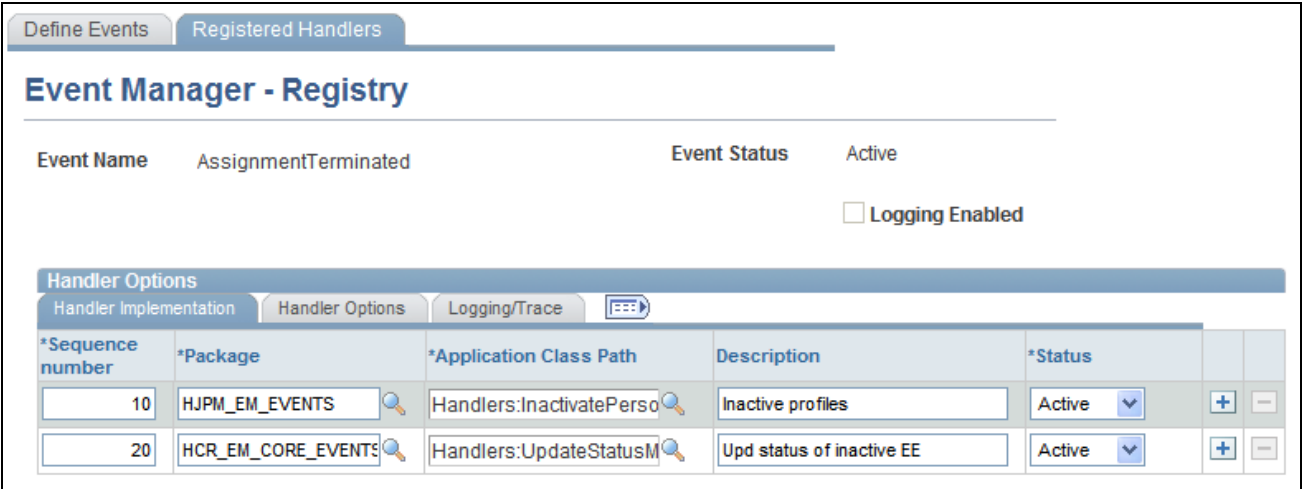 Define Events Registered Handlers
Event Manager - Registry
Event Name AssignmentTerminated Event Status Active
Logging Enabled
Handler Options
Handler Implementation Handler Options Logging/Trace
*Sequence number *Package *Application Class Path Description *Status
10 HJPM_EM_EVENTS Handlers:InactivatePerso Inactive profiles Active
20 HCR_EM_CORE_EVENTS Handlers:UpdateStatusM Upd status of inactive EE Active